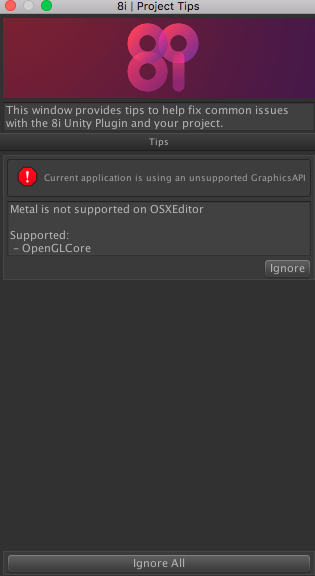 8i | Project Tips
8i
This window provides tips to help fix common issues
with the 8i Unity Plugin and your project.
Tips
Current application is using an unsupported GraphicsAPI
Metal is not supported on OSXEditor
Supported:
- OpenGLCore
Ignore
Ignore All